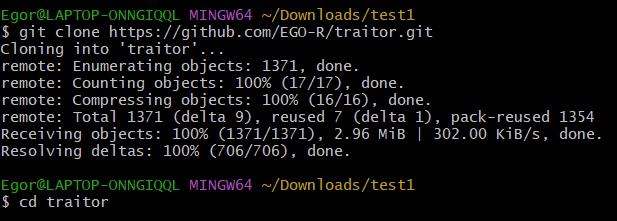 Egor@LAPTOP-ONNGIQQL MINGW64 ~/Downloads/test1
$ git clone https://github.com/EGO-R/traitor.git
Cloning into 'traitor'...
remote: Enumerating objects: 1371, done.
remote: Counting objects: 100% (17/17), done.
remote: Compressing objects: 100% (16/16), done.
remote: Total 1371 (delta 9), reused 7 (delta 1), pack-reused 1354
Receiving objects: 100% (1371/1371), 2.96 MiB | 302.00 KiB/s, done.
Resolving deltas: 100% (706/706), done.
Egor@LAPTOP-ONNGIQQL MINGW64 ~/Downloads/test1
$ cd traitor